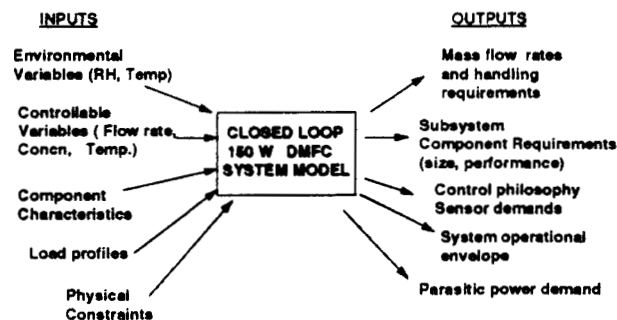 INPUTS
Environmental
Variables (RH, Temp)
Controllable
Variables ( Flow rate,
Concn, Temp.)
Component
Characteristics
Load profiles
Physical
Constraints
CLOSED LOOP
150 W DMFC
SYSTEM MODEL
OUTPUTS
Mass flow rates
and handling
requirements
Subsystem
Component Requirements
(size, performance)
Control philosophy
Sensor demands
System operational
envelope
Parasitic power demand